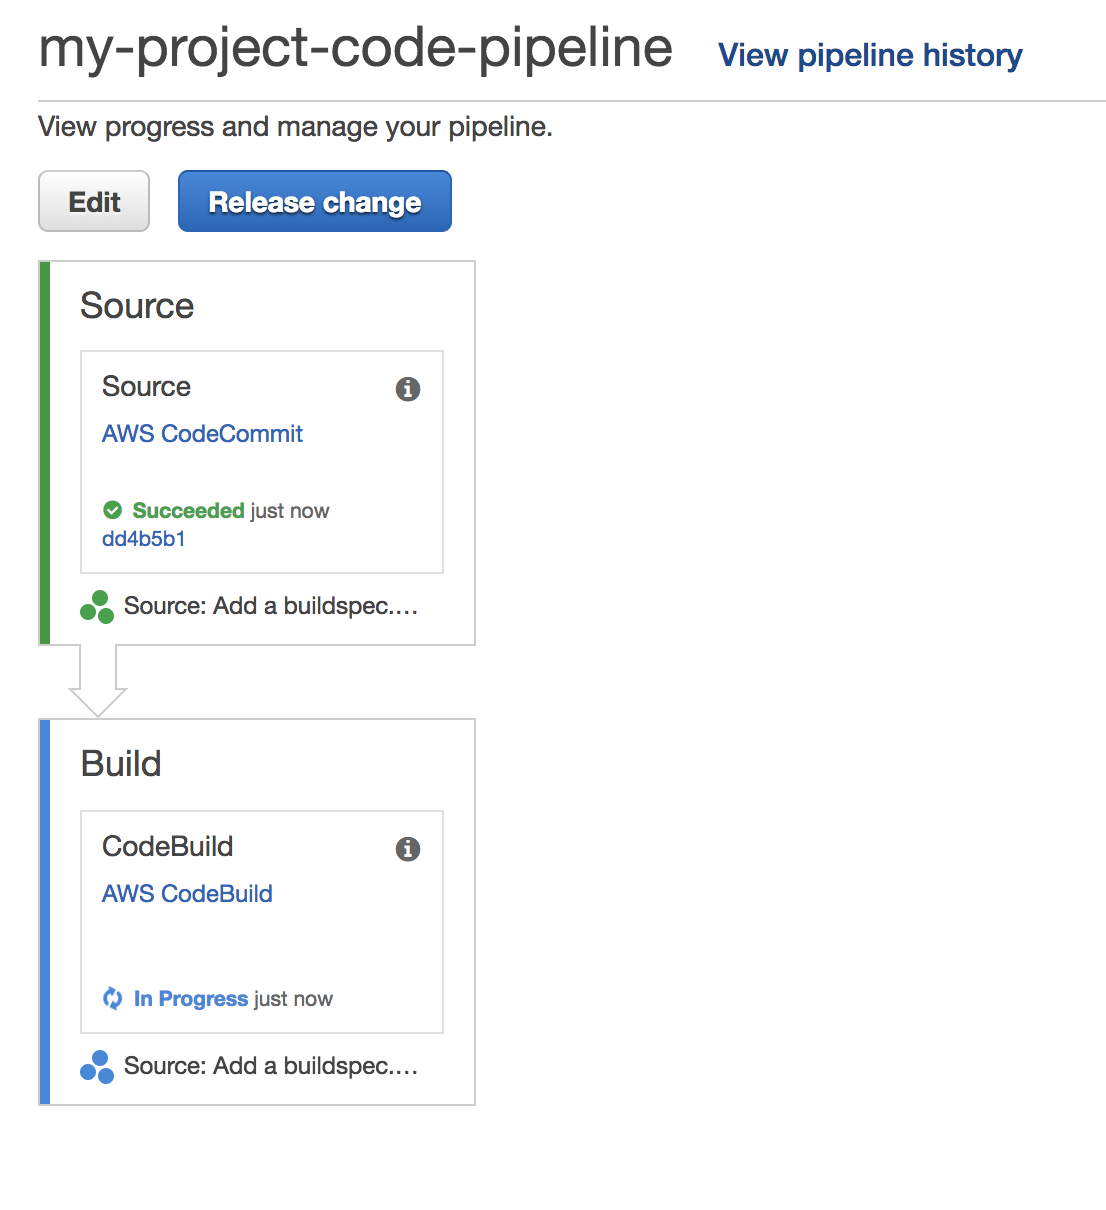 my-project-code-pipeline View pipeline history
View progress and manage your pipeline.
Edit Release change
Source
Source
AWS CodeCommit
Succeeded just now
dd4b5b1
Source: Add a buildspec....
Build
CodeBuild
AWS CodeBuild
In Progress just now
Source: Add a buildspec....